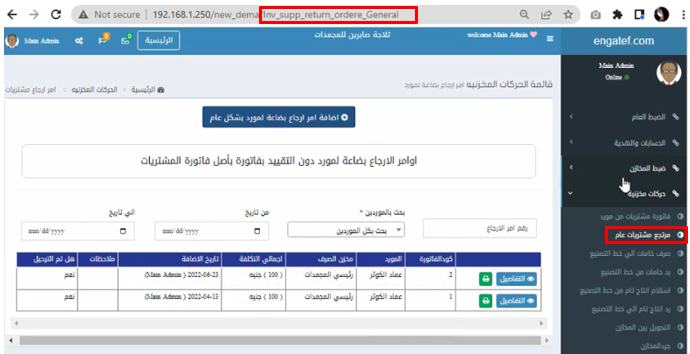 Not secure | 192.168.1.250/new_dema/Inv_supp_return_ordere_General
Main Admin
الرئيسية
ثلاجة صابرين للمجمدات
welcome Main Admin
engatef.com
Main Admin
Online
الضبط العام
الحسابات والنقدية
ضبط المخازن
حركات مخزنية
فاتورة مشتريات من مورد
مرتجع مشتريات عام
صرف خامات الي خط التصنيع
رد خامات من خط التصنيع
استلام انتاج تام من خط التصنيع
رد انتاج تام الي خط التصنيع
التحويل بين المخازن
جردالمخازن
قائمة الحركات المخزنيه امر ارجاع بضاعة لمورد
الرئيسية
الحركات المخزنيه
امر ارجاع مشتريات
اضافة امر ارجاع بضاعة لمورد بشكل عام
اوامر الارجاع بضاعة لمورد دون التقييد بفاتورة بأصل فاتورة المشتريات
بحث بالموردين *
من تاريخ
الي تاريخ
رقم امر الارجاع
بحث بكل الموردين
mm/dd/yyyy
mm/dd/yyyy
كودالفاتورة المورد مخزن الصرف اجمالي التكلفة تاريخ الاضافة ملاحظات هل تم الترحيل
التفاصيل 2 عماد الكوثر رئيسي المجمدات ( 100 ) جنيه 2022-06-23 (Main Admin) نعم
التفاصيل 1 عماد الكوثر رئيسي المجمدات ( 100 ) جنيه 2022-04-13 (Main Admin) نعم